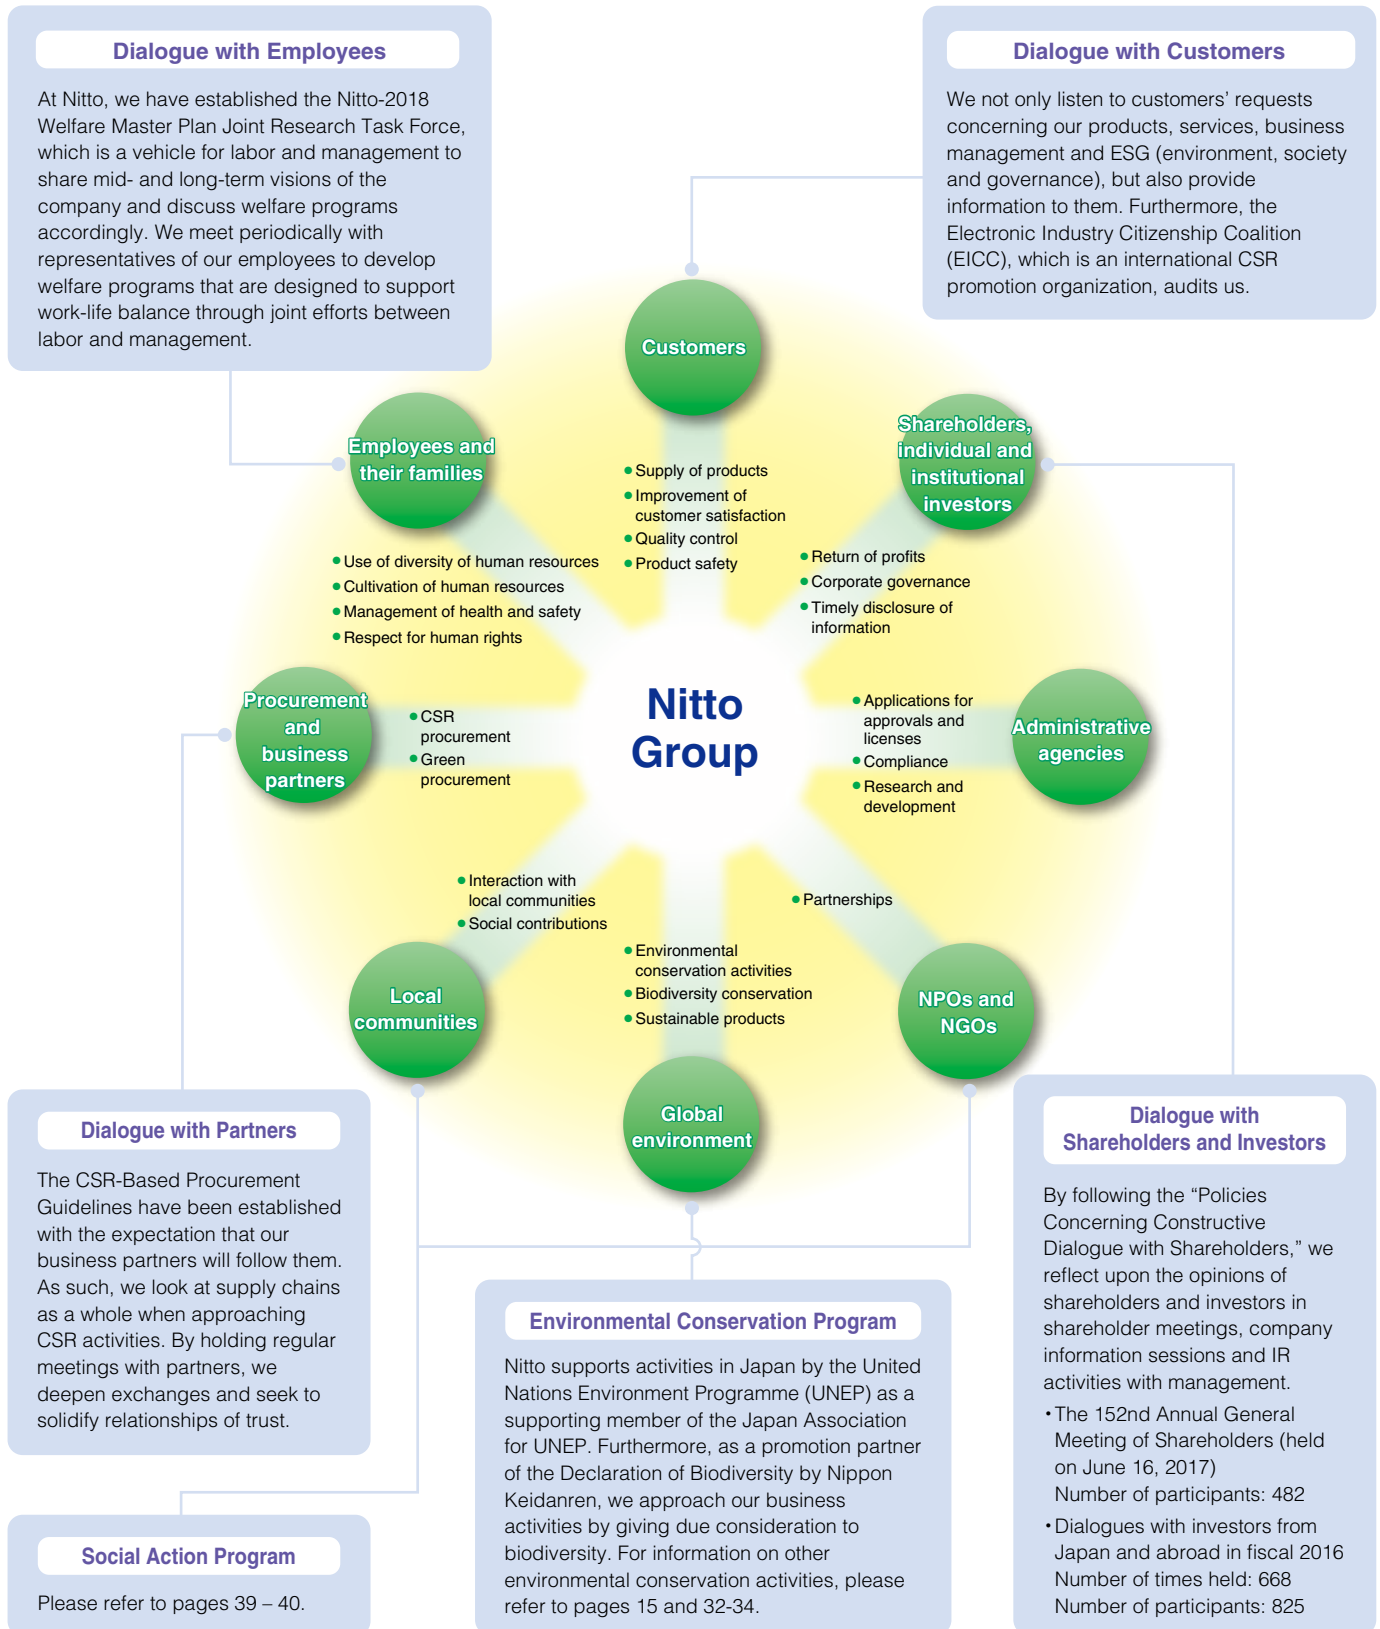 Dialogue with Employees
At Nitto, we have established the Nitto-2018
Welfare Master Plan Joint Research Task Force,
which is a vehicle for labor and management to
share mid- and long-term visions of the
company and discuss welfare programs
accordingly. We meet periodically with
representatives of our employees to develop
welfare programs that are designed to support
work-life balance through joint efforts between
labor and management.
Dialogue with Customers
We not only listen to customers’ requests
concerning our products, services, business
management and ESG (environment, society
and governance), but also provide
information to them. Furthermore, the
Electronic Industry Citizenship Coalition
(EICC), which is an international CSR
promotion organization, audits us.
Customers
• Supply of products
• Improvement of
customer satisfaction
• Quality control
• Product safety
Employees and
their families
• Use of diversity of human resources
• Cultivation of human resources
• Management of health and safety
• Respect for human rights
Shareholders,
individual and
institutional
investors
• Return of profits
• Corporate governance
• Timely disclosure of
information
Procurement
and
business
partners
• CSR
procurement
• Green
procurement
Nitto
Group
• Applications for
approvals and
licenses
• Compliance
• Research and
development
Administrative
agencies
• Interaction with
local communities
• Social contributions
Local
communities
• Environmental
conservation activities
• Biodiversity conservation
• Sustainable products
Global
environment
• Partnerships
NPOs and
NGOs
Dialogue with Partners
The CSR-Based Procurement
Guidelines have been established
with the expectation that our
business partners will follow them.
As such, we look at supply chains
as a whole when approaching
CSR activities. By holding regular
meetings with partners, we
deepen exchanges and seek to
solidify relationships of trust.
Social Action Program
Please refer to pages 39 – 40.
Environmental Conservation Program
Nitto supports activities in Japan by the United
Nations Environment Programme (UNEP) as a
supporting member of the Japan Association
for UNEP. Furthermore, as a promotion partner
of the Declaration of Biodiversity by Nippon
Keidanren, we approach our business
activities by giving due consideration to
biodiversity. For information on other
environmental conservation activities, please
refer to pages 15 and 32-34.
Dialogue with
Shareholders and Investors
By following the “Policies
Concerning Constructive
Dialogue with Shareholders,” we
reflect upon the opinions of
shareholders and investors in
shareholder meetings, company
information sessions and IR
activities with management.
・The 152nd Annual General
Meeting of Shareholders (held
on June 16, 2017)
Number of participants: 482
・Dialogues with investors from
Japan and abroad in fiscal 2016
Number of times held: 668
Number of participants: 825